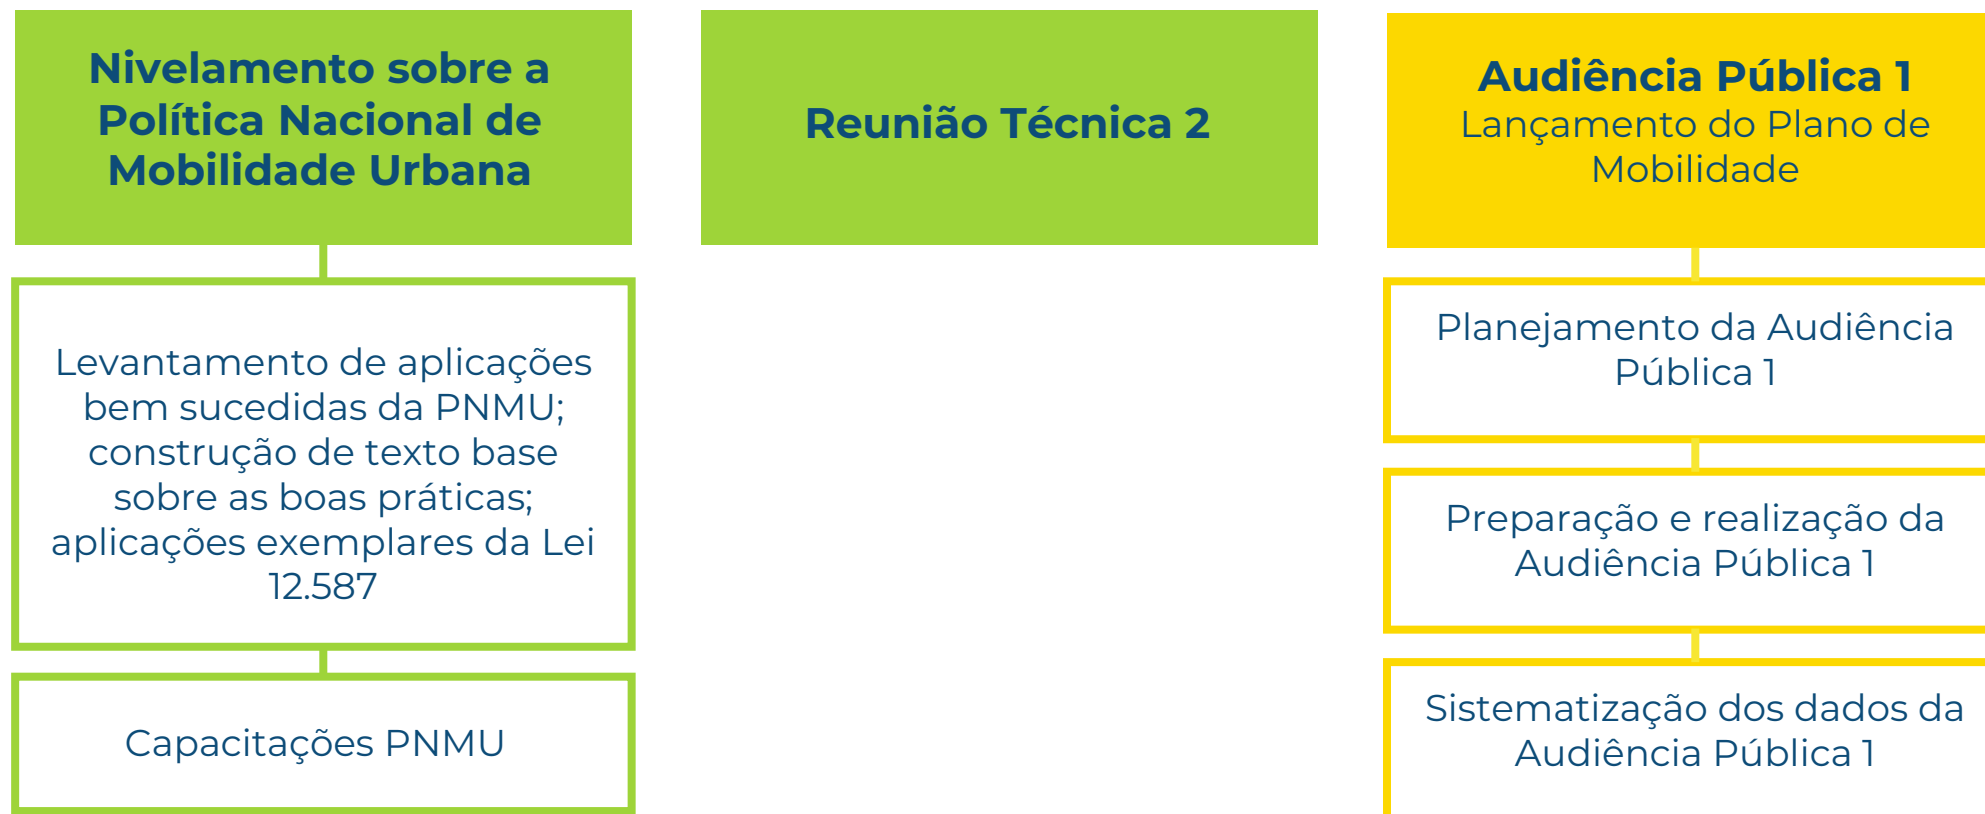 Nivelamento sobre a
Política Nacional de
Mobilidade Urbana
Levantamento de aplicações
bem sucedidas da PNMU;
construção de texto base
sobre as boas práticas;
aplicações exemplares da Lei
12.587
Capacitações PNMU
Reunião Técnica 2
Audiência Pública 1
Lançamento do Plano de
Mobilidade
Planejamento da Audiência
Pública 1
Preparação e realização da
Audiência Pública 1
Sistematização dos dados da
Audiência Pública 1